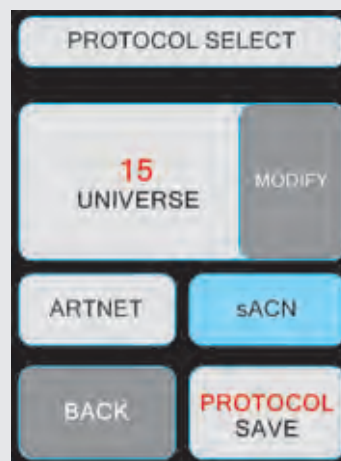 PROTOCOL SELECT
15
UNIVERSE
MODIFY
ARTNET
sACN
BACK
PROTOCOL
SAVE